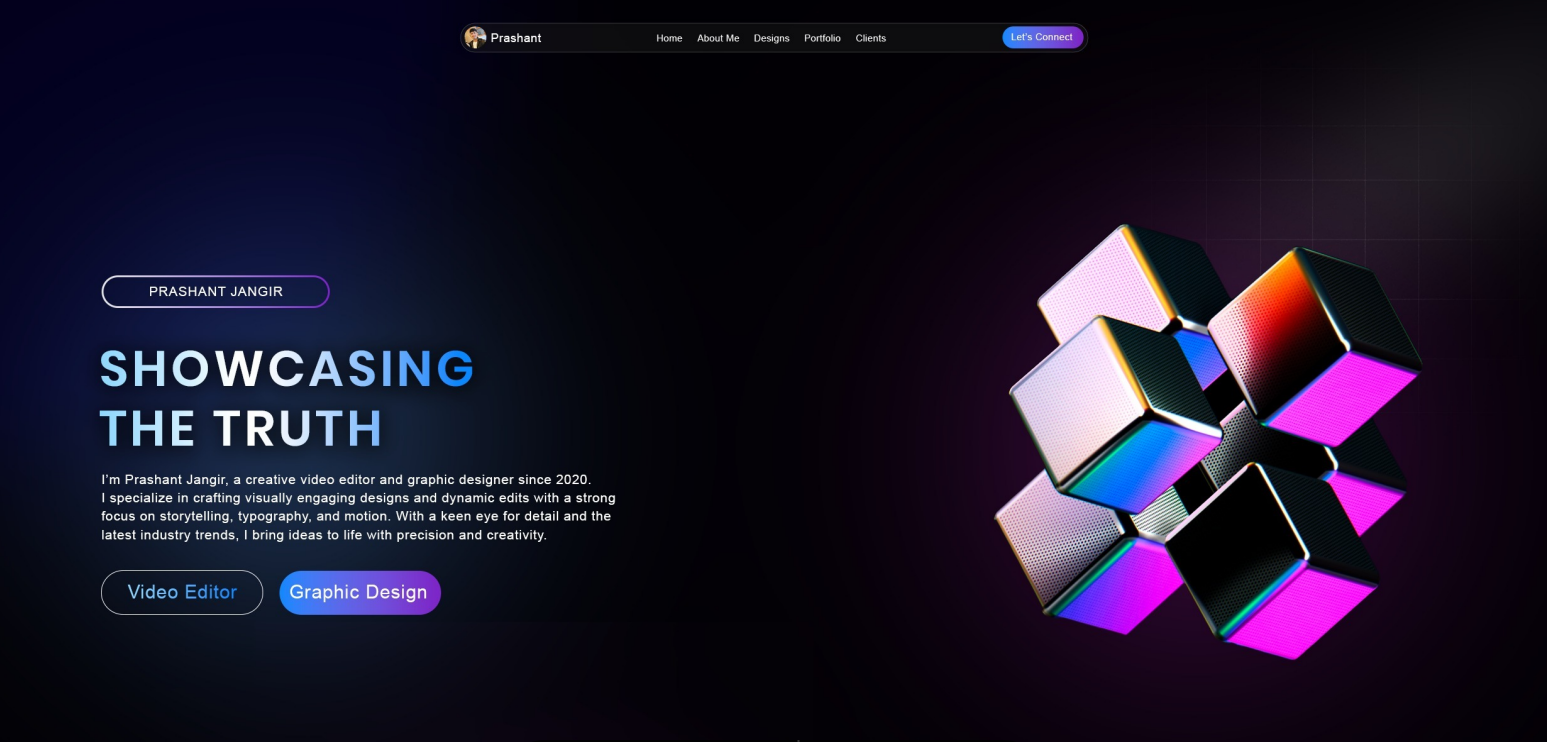 Prashant
Home About Me Designs Portfolio Clients
Let's Connect
PRASHANT JANGIR
SHOWCASING
THE TRUTH
I'm Prashant Jangir, a creative video editor and graphic designer since 2020.
I specialize in crafting visually engaging designs and dynamic edits with a strong
focus on storytelling, typography, and motion. With a keen eye for detail and the
latest industry trends, I bring ideas to life with precision and creativity.
Video Editor
Graphic Design